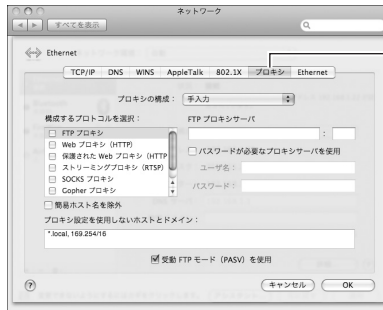 ネットワーク
すべてを表示
Ethernet
TCP/IP DNS WINS AppleTalk 802.1X プロキシ Ethernet
プロキシの構成： 手入力
構成するプロトコルを選択：
FTP プロキシ
Web プロキシ（HTTP）
保護された Web プロキシ（HTTP
ストリーミングプロキシ（RTSP）
SOCKS プロキシ
Gopher プロキシ
簡易ホスト名を除外
FTP プロキシサーバ
:
パスワードが必要なプロキシサーバを使用
ユーザ名：
パスワード：
プロキシ設定を使用しないホストとドメイン：
*.local, 169.254/16
受動 FTP モード（PASV）を使用
?
キャンセル OK